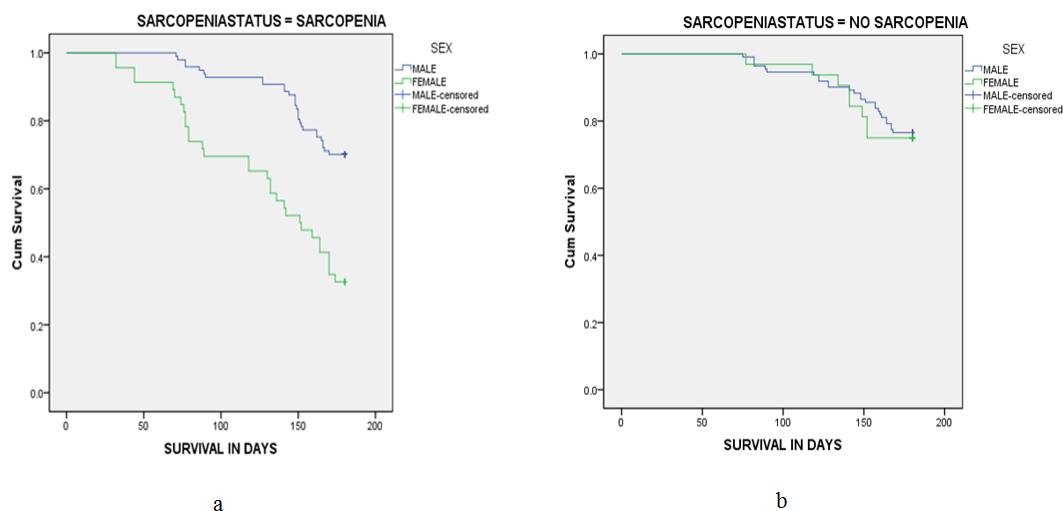 SARCOPENIASTATUS = SARCOPENIA
SEX
MALE
FEMALE
MALE-censored
FEMALE-censored
Cum Survival
1.0
0.8
0.6
0.4
0.2
0.0
0 50 100 150 200
SURVIVAL IN DAYS
a
SARCOPENIASTATUS = NO SARCOPENIA
SEX
MALE
FEMALE
MALE-censored
FEMALE-censored
Cum Survival
1.0
0.8
0.6
0.4
0.2
0.0
0 50 100 150 200
SURVIVAL IN DAYS
b